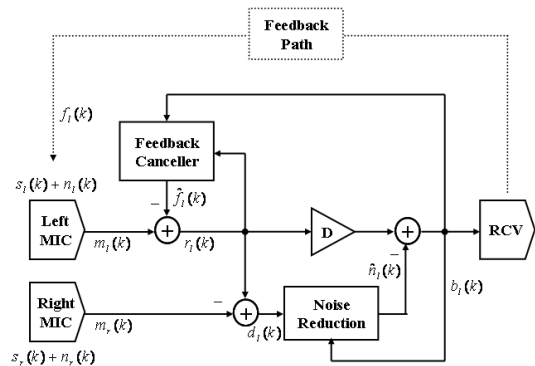 Feedback
Path
f_l(k)
Feedback
Canceller
s_l(k) + n_l(k)
− f̂_l(k)
Left
MIC
m_l(k)
+
r_l(k)
D
+
RCV
−
n̂_l(k)
b_l(k)
Right
MIC
m_r(k)
−
+
d_l(k)
Noise
Reduction
s_r(k) + n_r(k)